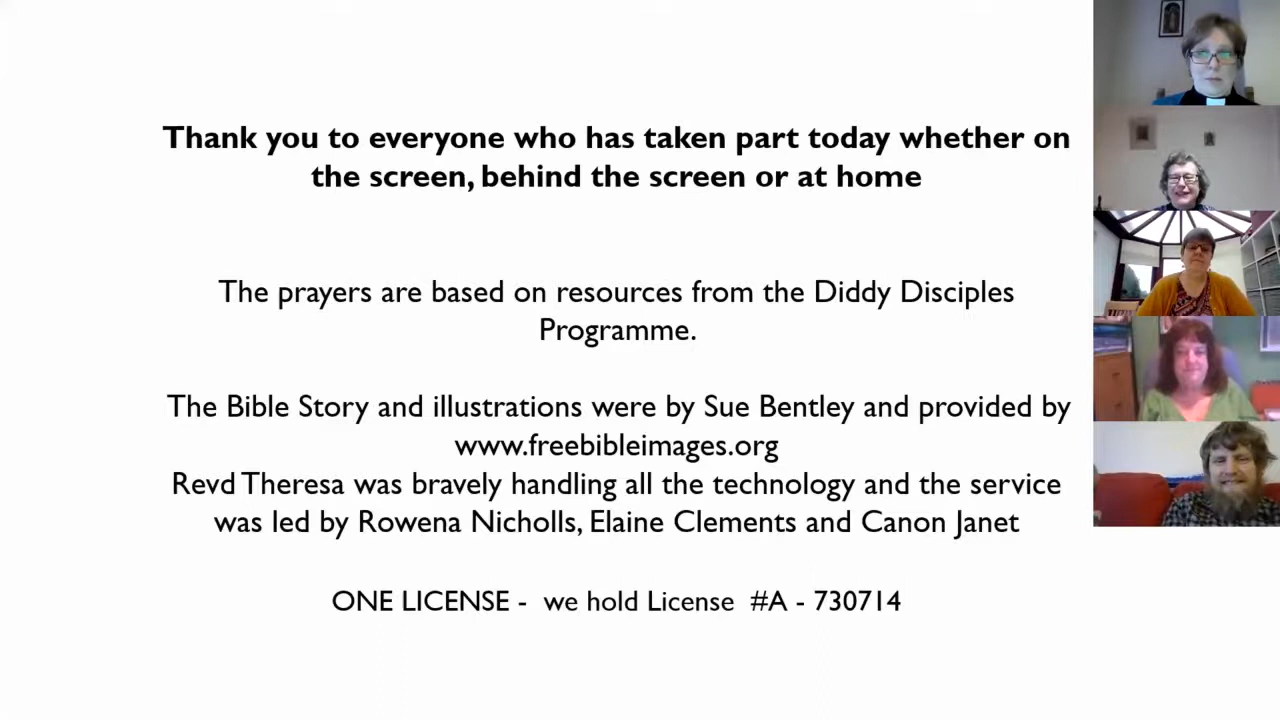 Thank you to everyone who has taken part today whether on
the screen, behind the screen or at home
The prayers are based on resources from the Diddy Disciples
Programme.
The Bible Story and illustrations were by Sue Bentley and provided by
www.freebibleimages.org
Revd Theresa was bravely handling all the technology and the service
was led by Rowena Nicholls, Elaine Clements and Canon Janet
ONE LICENSE - we hold License #A - 730714